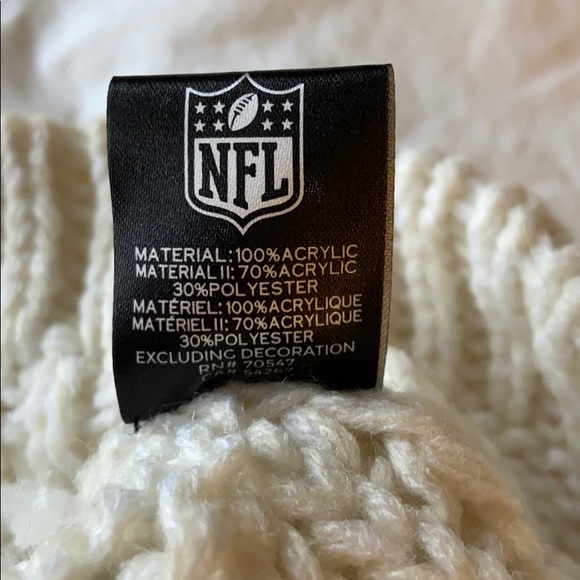 NFL
MATERIAL:100%ACRYLIC
MATERIAL II: 70%ACRYLIC
30%POLYESTER
MATÉRIEL: 100%ACRYLIQUE
MATÉRIEL II: 70%ACRYLIQUE
30%POLYESTER
EXCLUDING DECORATION
RN# 70547